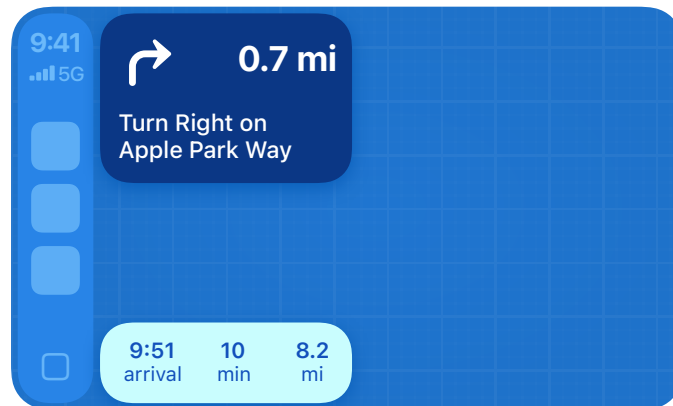 9:41
5G
0.7 mi
Turn Right on
Apple Park Way
9:51 10 8.2
arrival min mi